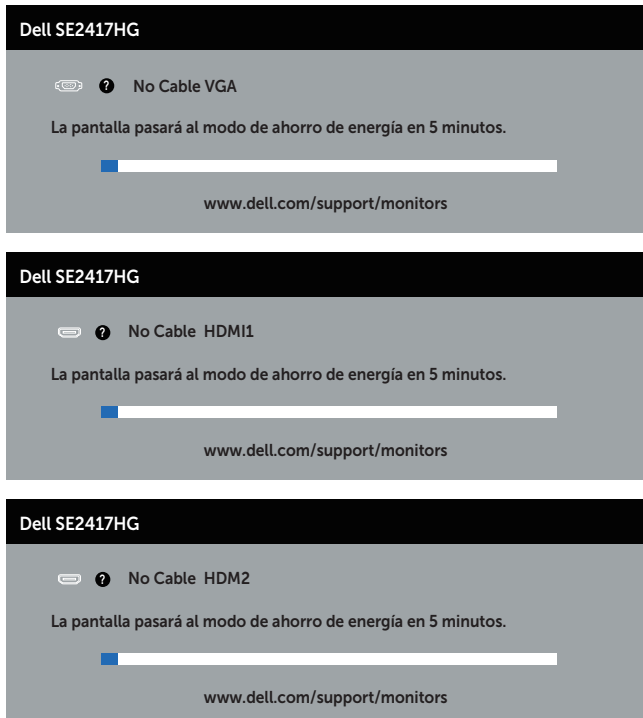 Dell SE2417HG
? No Cable VGA
La pantalla pasará al modo de ahorro de energía en 5 minutos.
www.dell.com/support/monitors
Dell SE2417HG
? No Cable HDMI1
La pantalla pasará al modo de ahorro de energía en 5 minutos.
www.dell.com/support/monitors
Dell SE2417HG
? No Cable HDM2
La pantalla pasará al modo de ahorro de energía en 5 minutos.
www.dell.com/support/monitors